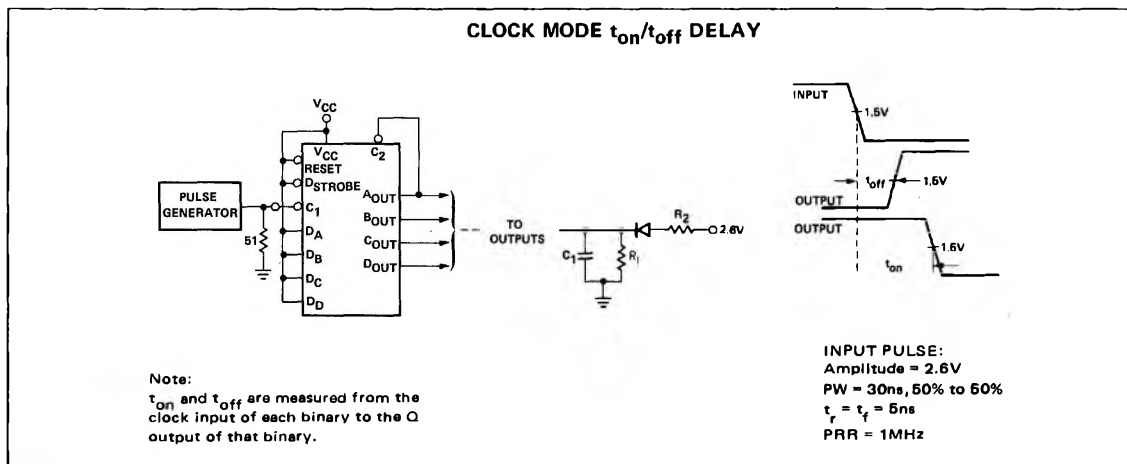 CLOCK MODE ton/toff DELAY
VCC
VCC
C2
RESET
DSTROBE
PULSE
GENERATOR
C1
51
DA
DB
DC
DD
AOUT
BOUT
COUT
DOUT
TO
OUTPUTS
C1
R1
R2
2.6V
INPUT
1.5V
toff
1.5V
OUTPUT
OUTPUT
1.5V
ton
Note:
ton and toff are measured from the
clock input of each binary to the Q
output of that binary.
INPUT PULSE:
Amplitude = 2.6V
PW = 30ns, 50% to 50%
tr = tf = 5ns
PRR = 1MHz